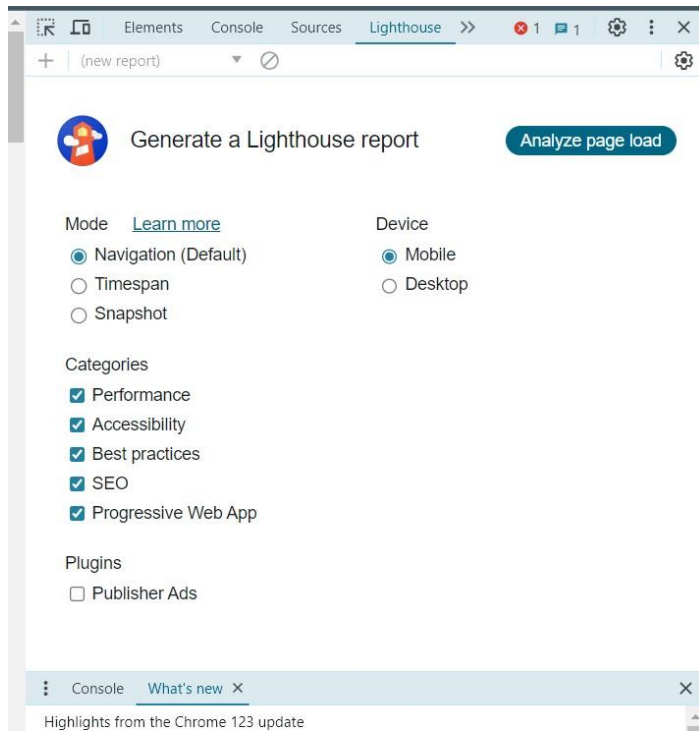 Elements Console Sources Lighthouse 1 1
(new report)
Generate a Lighthouse report Analyze page load
Mode Learn more Device
Navigation (Default) Mobile
Timespan Desktop
Snapshot
Categories
Performance
Accessibility
Best practices
SEO
Progressive Web App
Plugins
Publisher Ads
Console What's new
Highlights from the Chrome 123 update